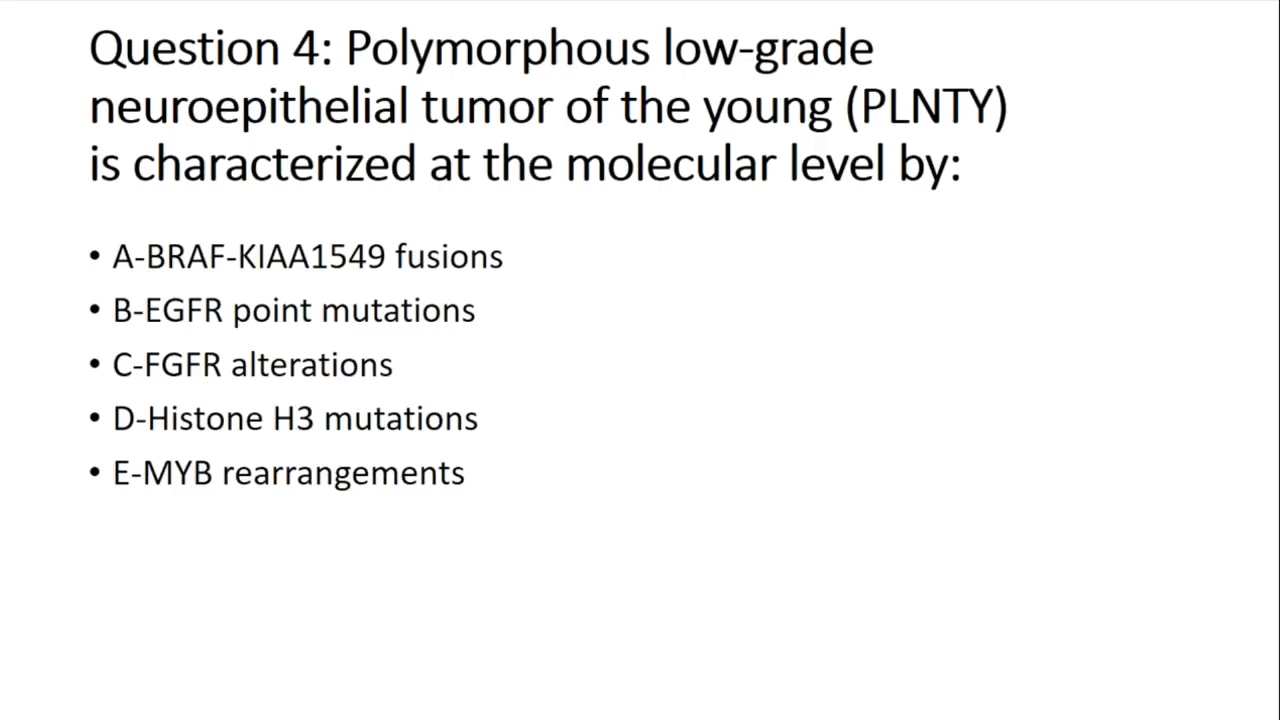 Question 4: Polymorphous low-grade
neuroepithelial tumor of the young (PLNTY)
is characterized at the molecular level by:
• A-BRAF-KIAA1549 fusions
• B-EGFR point mutations
• C-FGFR alterations
• D-Histone H3 mutations
• E-MYB rearrangements